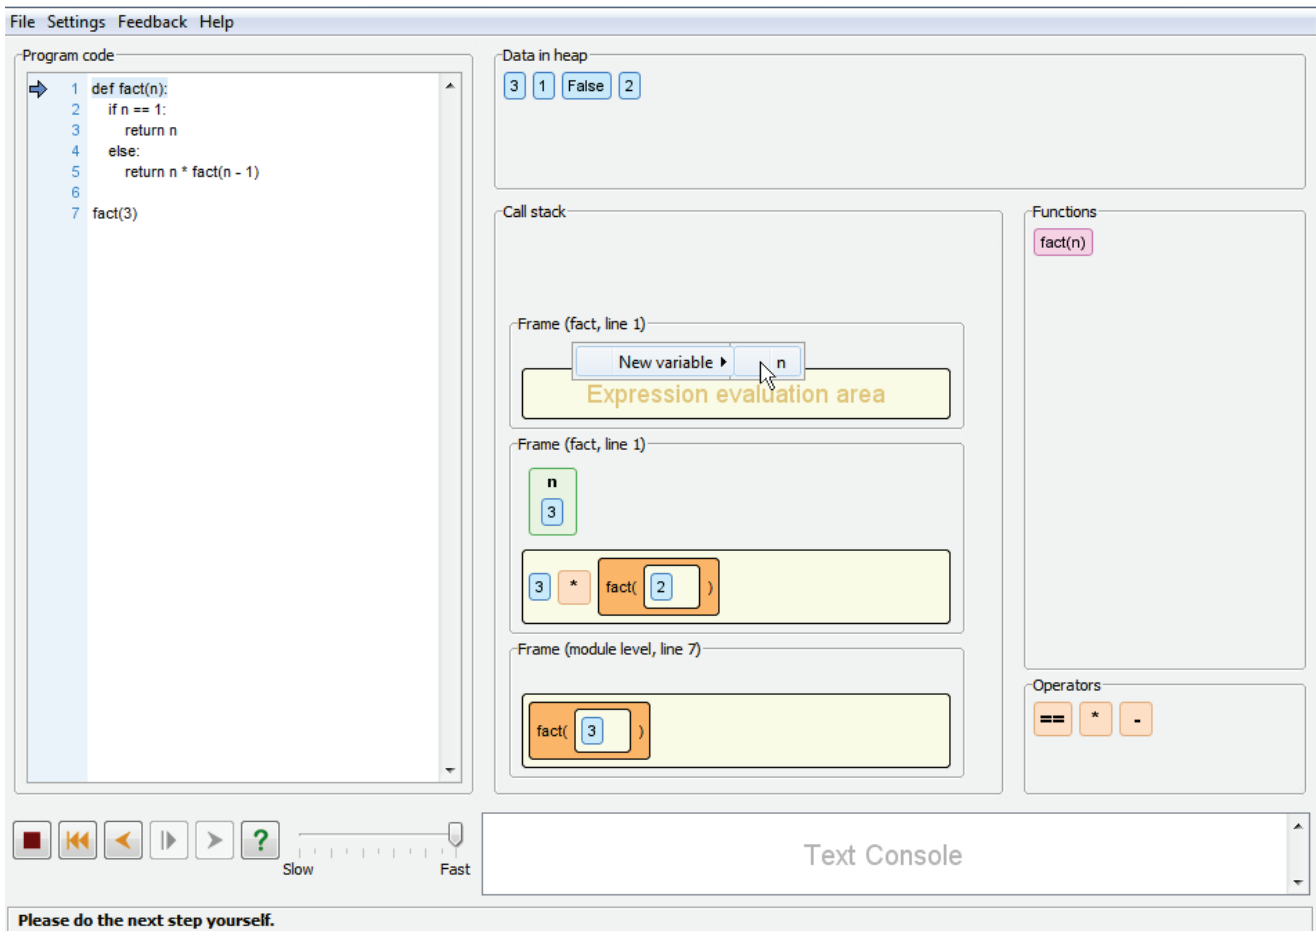 File Settings Feedback Help
Program code
1 def fact(n):
2 if n == 1:
3 return n
4 else:
5 return n * fact(n - 1)
6
7 fact(3)
Data in heap
3 1 False 2
Call stack
Frame (fact, line 1)
New variable n
Expression evaluation area
Frame (fact, line 1)
n
3
3 * fact( 2 )
Frame (module level, line 7)
fact( 3 )
Functions
fact(n)
Operators
== * -
?
Slow Fast
Text Console
Please do the next step yourself.